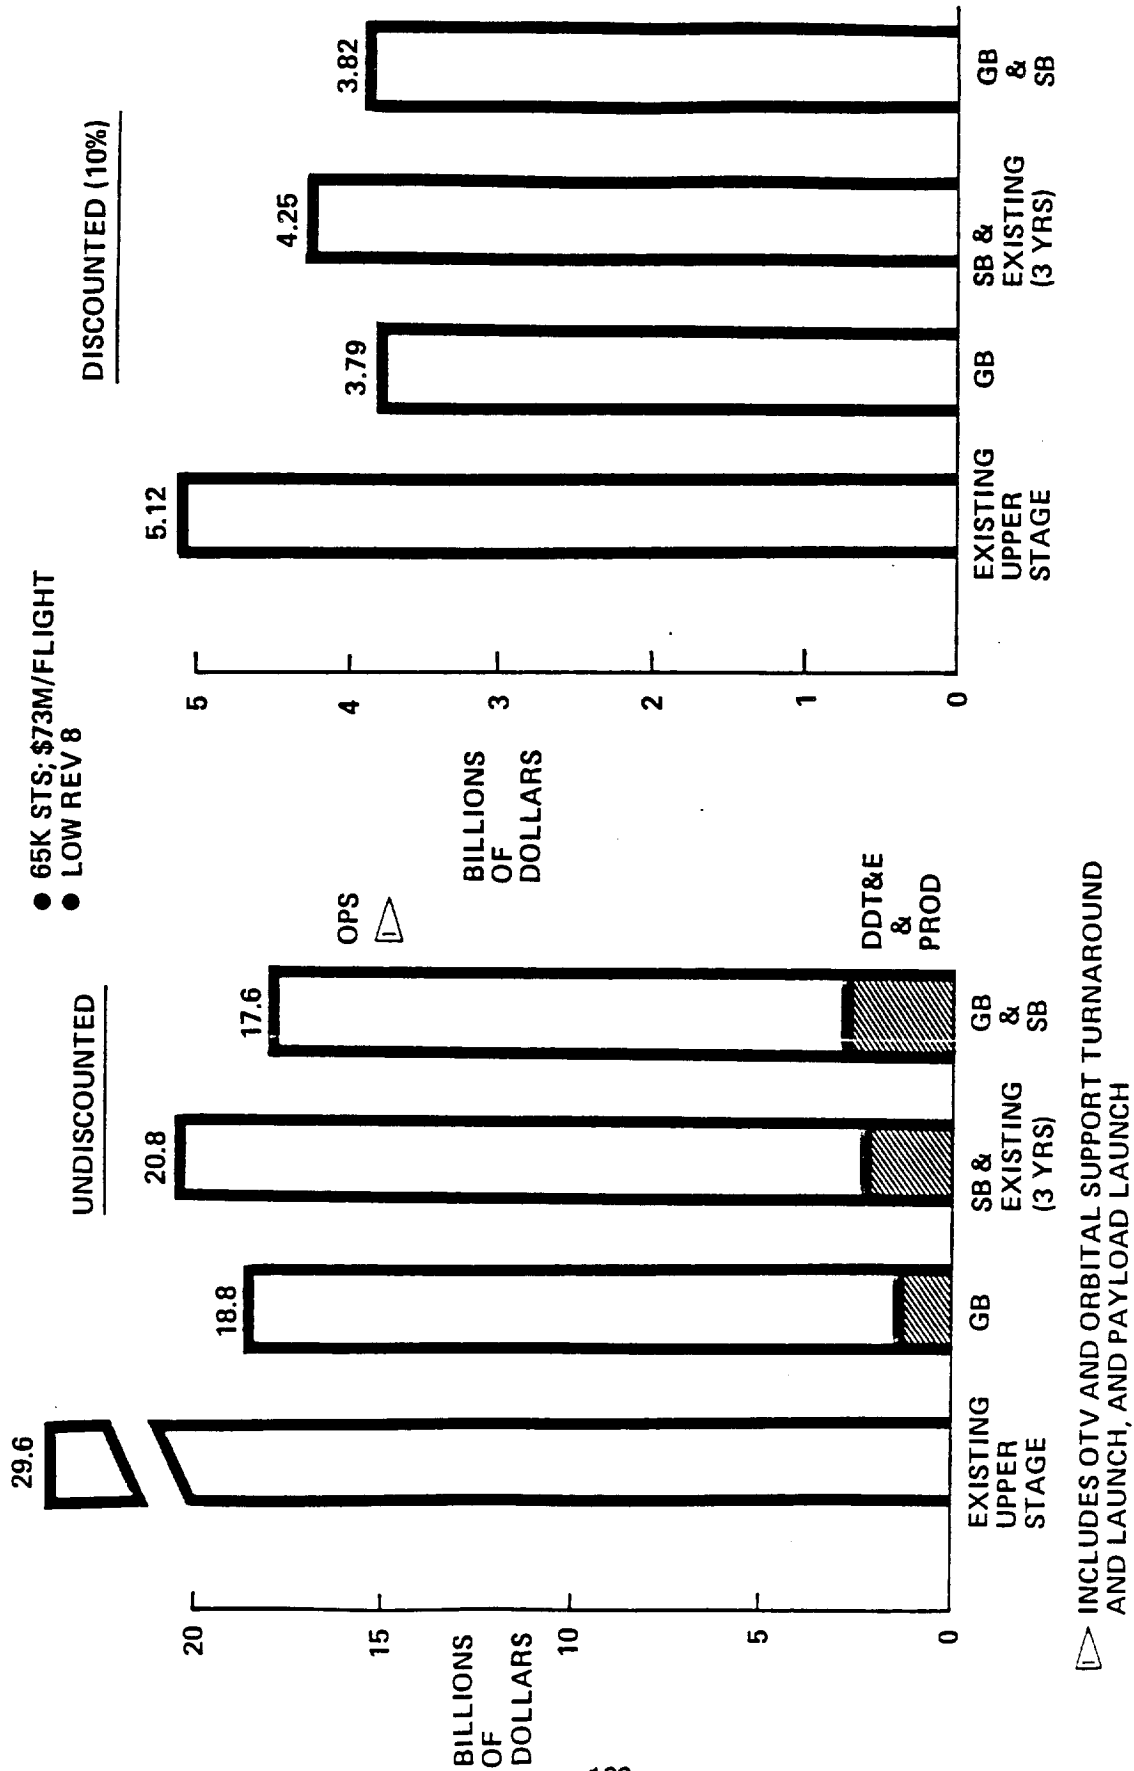 ● 65K STS; $73M/FLIGHT
● LOW REV 8
UNDISCOUNTED
BILLIONS
OF
DOLLARS
20
15
10
5
0
29.6
18.8
20.8
17.6
OPS
1
DDT&E
&
PROD
EXISTING
UPPER
STAGE
GB
SB &
EXISTING
(3 YRS)
GB
&
SB
DISCOUNTED (10%)
BILLIONS
OF
DOLLARS
5
4
3
2
1
0
5.12
3.79
4.25
3.82
EXISTING
UPPER
STAGE
GB
SB &
EXISTING
(3 YRS)
GB
&
SB
1 INCLUDES OTV AND ORBITAL SUPPORT TURNAROUND
AND LAUNCH, AND PAYLOAD LAUNCH